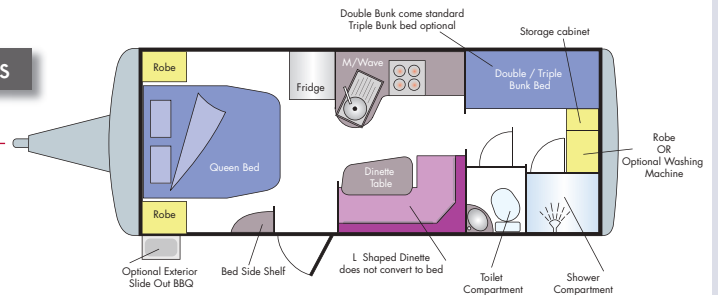 Double Bunk come standard
Triple Bunk bed optional
Storage cabinet
S
Robe
Fridge
M/Wave
Double / Triple
Bunk Bed
Queen Bed
Dinette
Table
Robe
OR
Optional Washing
Machine
Robe
Optional Exterior
Slide Out BBQ
Bed Side Shelf
L Shaped Dinette
does not convert to bed
Toilet
Compartment
Shower
Compartment